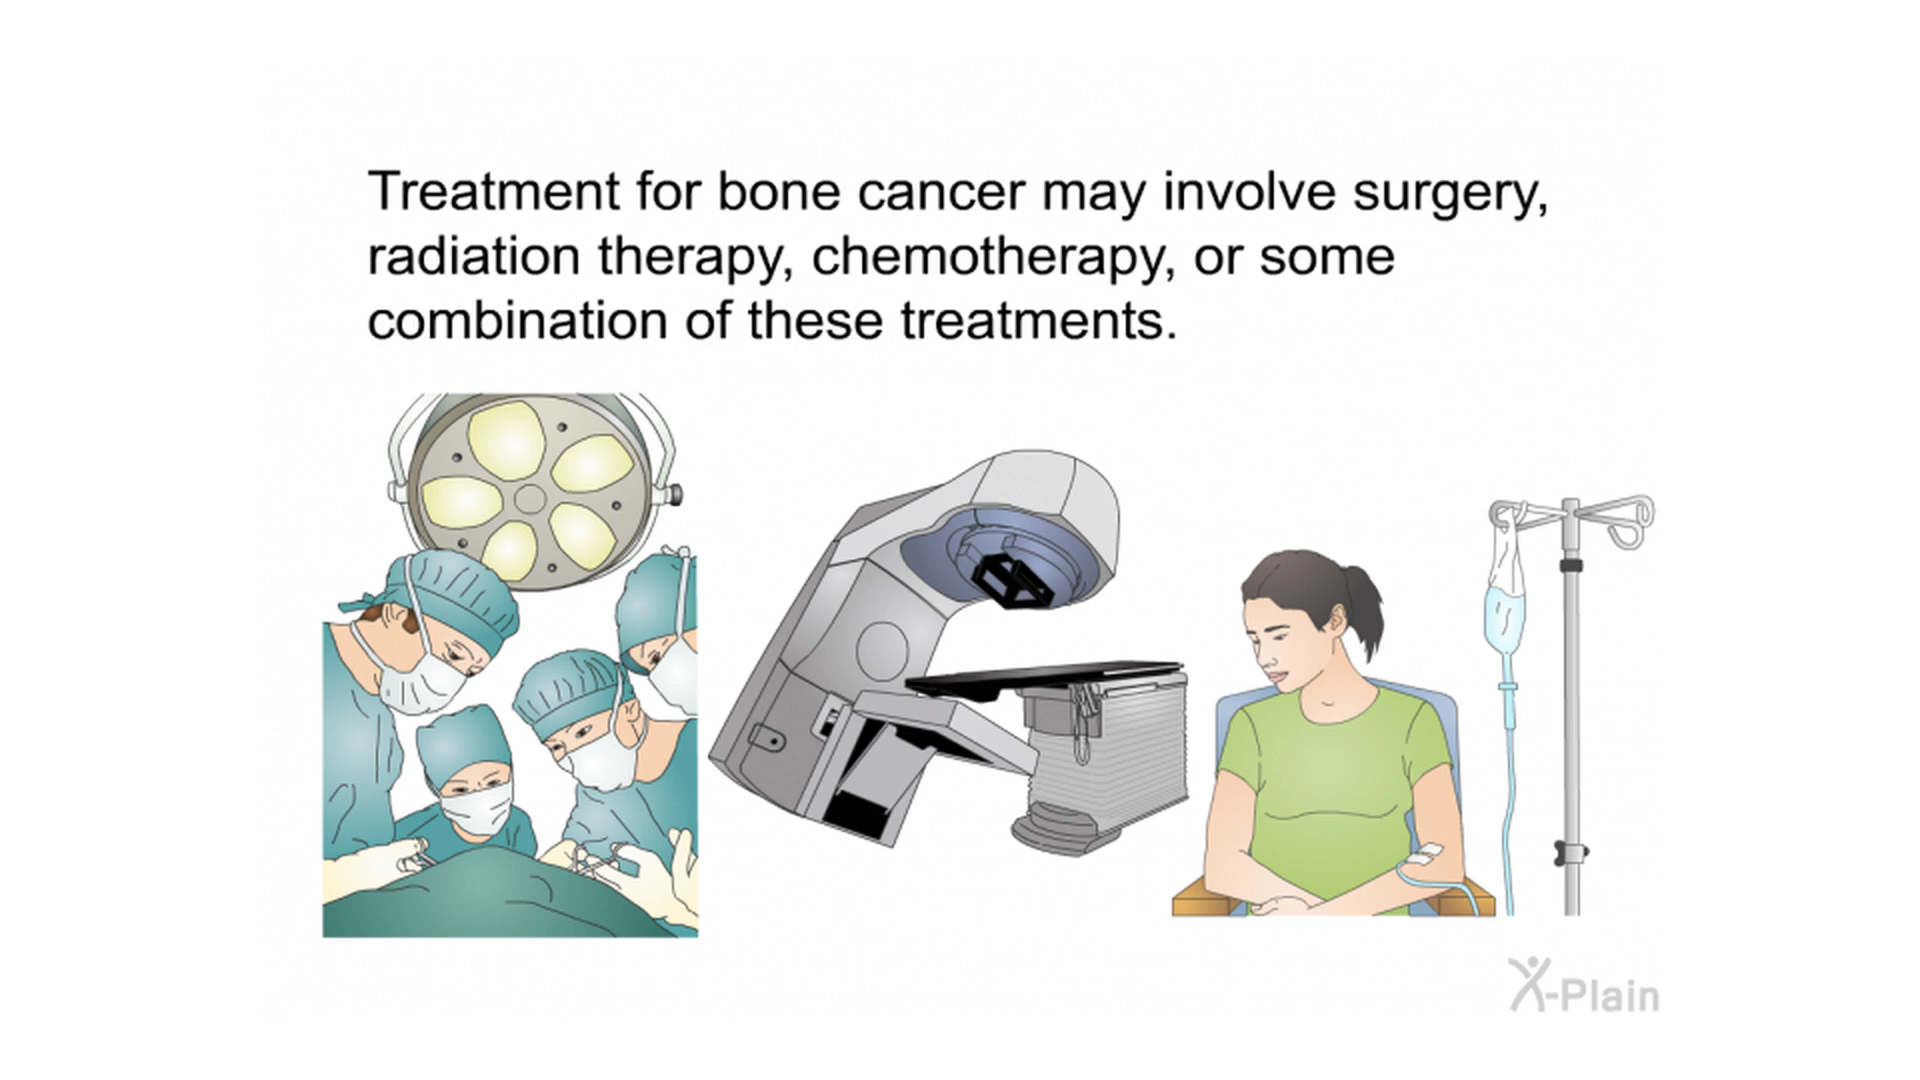 Treatment for bone cancer may involve surgery,
radiation therapy, chemotherapy, or some
combination of these treatments.
X-Plain